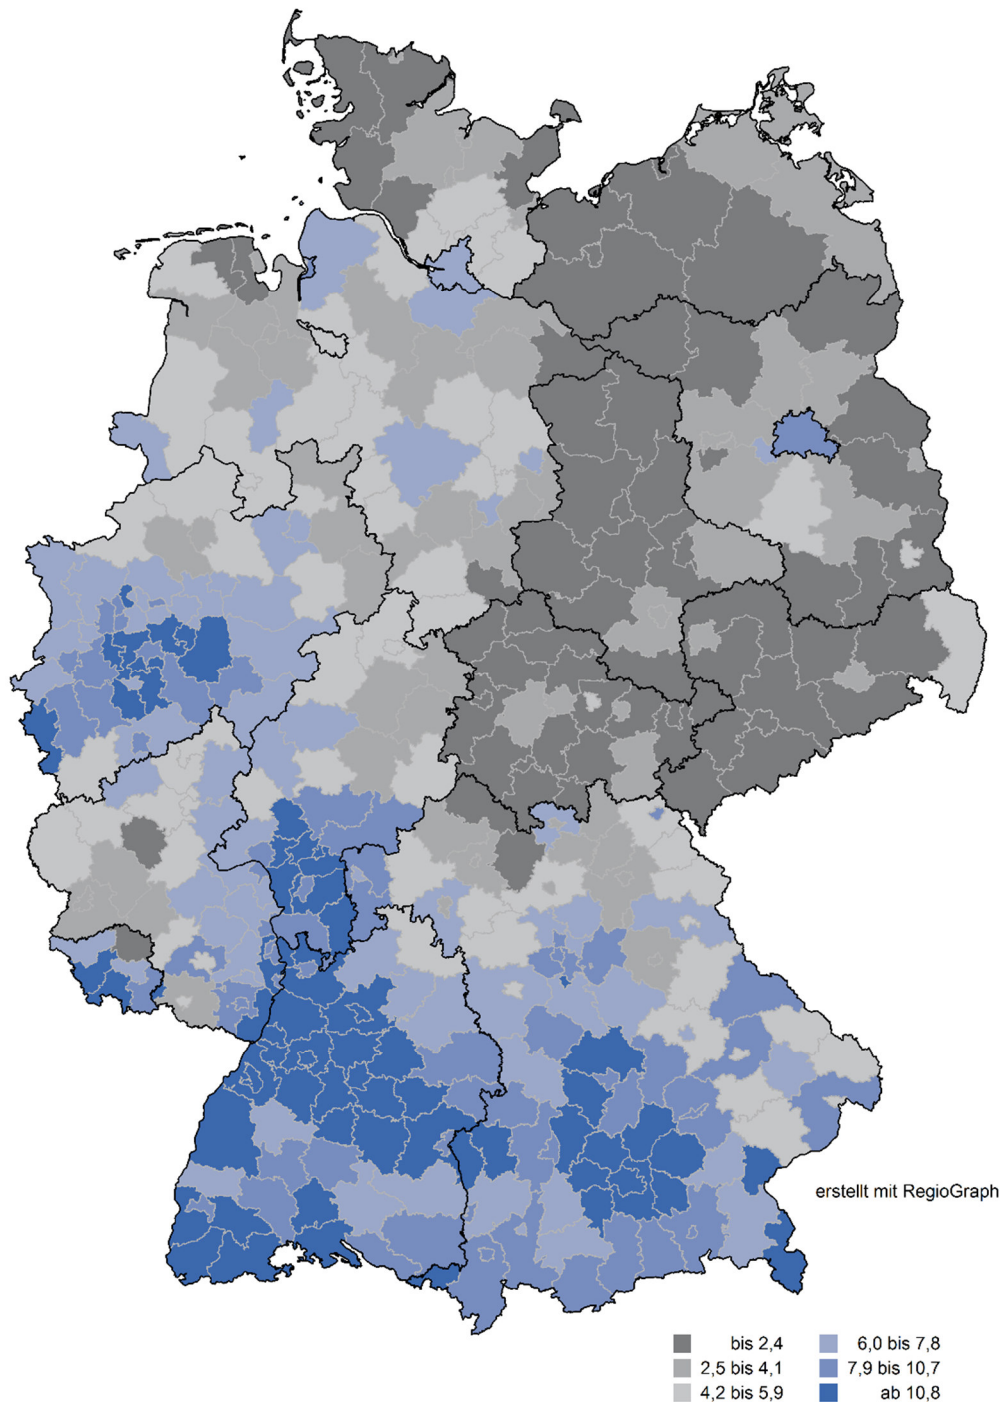 erstellt mit RegioGraph
bis 2,4
2,5 bis 4,1
4,2 bis 5,9
6,0 bis 7,8
7,9 bis 10,7
ab 10,8